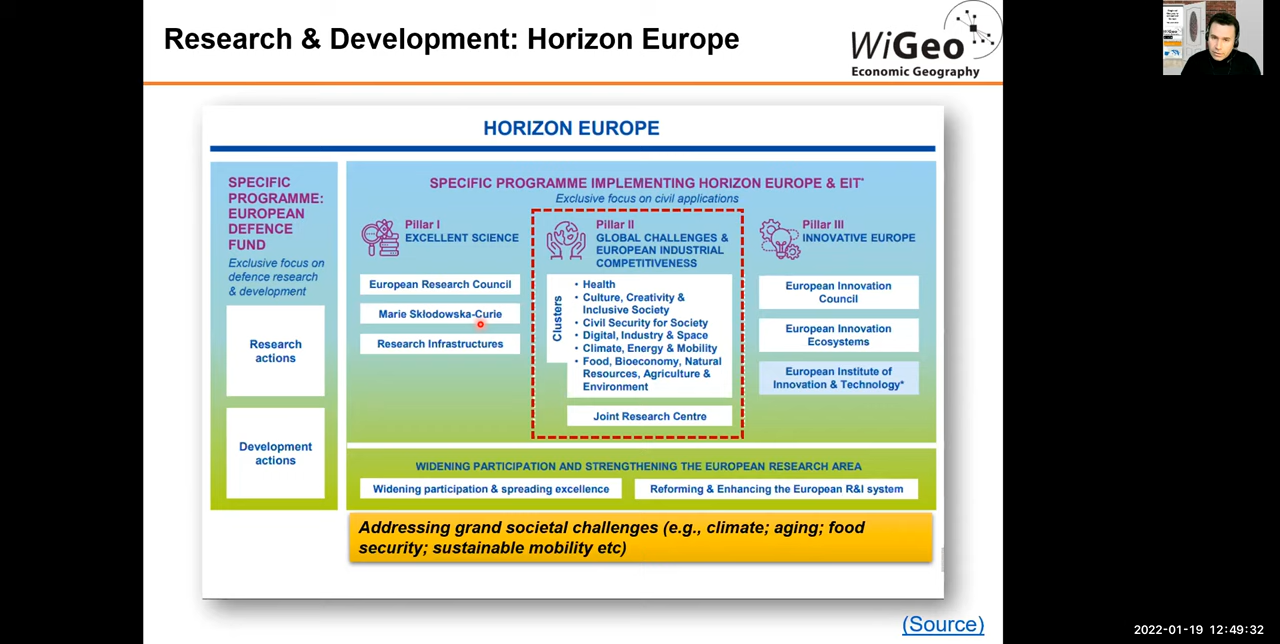 Research & Development: Horizon Europe
WiGeo
Economic Geography
HORIZON EUROPE
SPECIFIC
PROGRAMME:
EUROPEAN
DEFENCE
FUND
Exclusive focus on
defence research
& development
Research
actions
Development
actions
SPECIFIC PROGRAMME IMPLEMENTING HORIZON EUROPE & EIT*
Exclusive focus on civil applications
Pillar I
EXCELLENT SCIENCE
European Research Council
Marie Skłodowska-Curie
Research Infrastructures
Pillar II
GLOBAL CHALLENGES &
EUROPEAN INDUSTRIAL
COMPETITIVENESS
Clusters
• Health
• Culture, Creativity &
Inclusive Society
• Civil Security for Society
• Digital, Industry & Space
• Climate, Energy & Mobility
• Food, Bioeconomy, Natural
Resources, Agriculture &
Environment
Joint Research Centre
Pillar III
INNOVATIVE EUROPE
European Innovation
Council
European Innovation
Ecosystems
European Institute of
Innovation & Technology*
WIDENING PARTICIPATION AND STRENGTHENING THE EUROPEAN RESEARCH AREA
Widening participation & spreading excellence
Reforming & Enhancing the European R&I system
Addressing grand societal challenges (e.g., climate; aging; food
security; sustainable mobility etc)
(Source)
2022-01-19 12:49:32